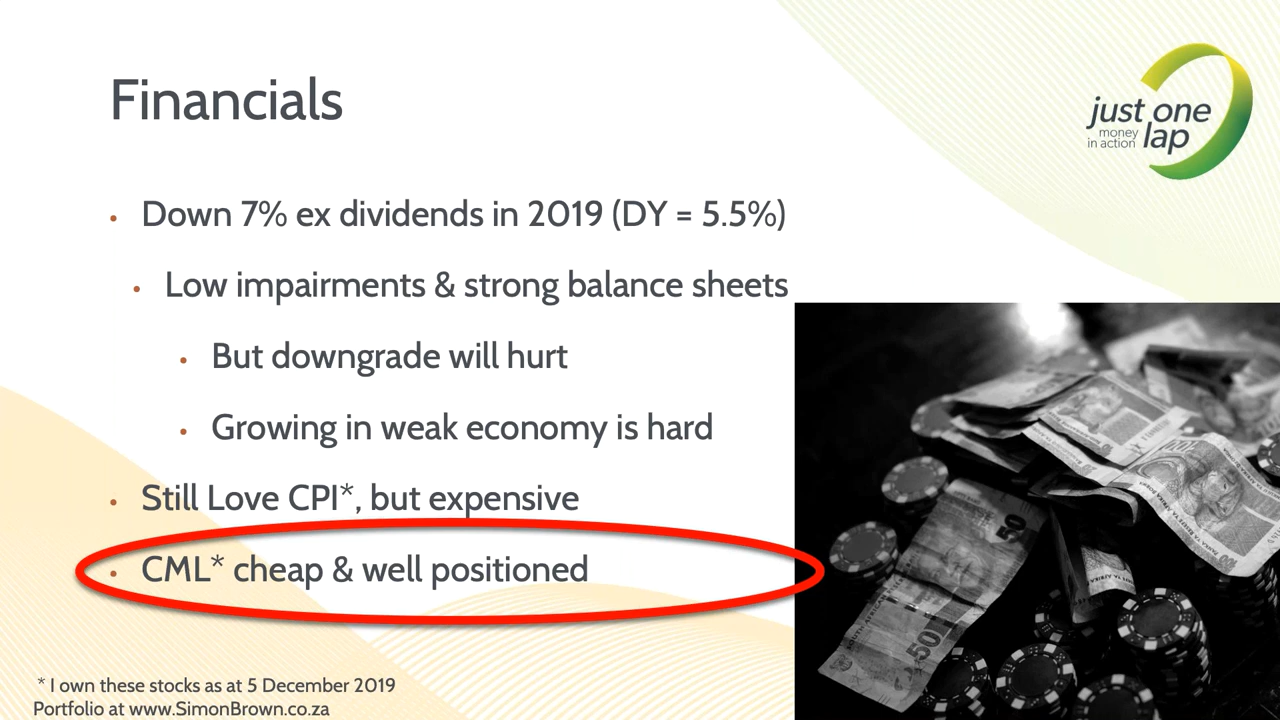 Financials
just one
money
in action
lap
• Down 7% ex dividends in 2019 (DY = 5.5%)
• Low impairments & strong balance sheets
• But downgrade will hurt
• Growing in weak economy is hard
• Still Love CPI*, but expensive
• CML* cheap & well positioned
50
50
* I own these stocks as at 5 December 2019
Portfolio at www.SimonBrown.co.za